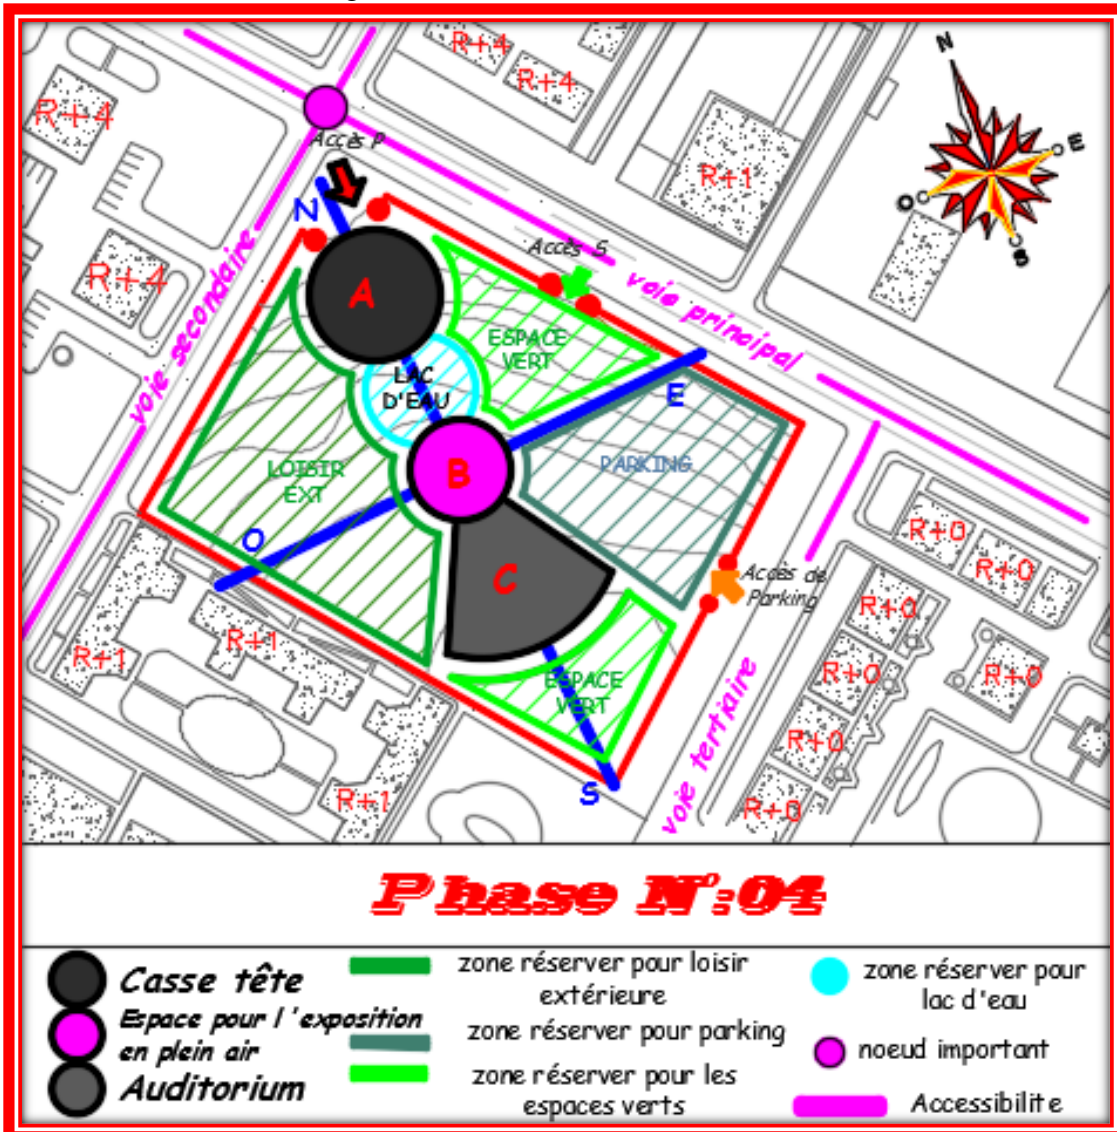 R+4
R+4
R+4
N
Accès P
R+1
E
O
S
N
Accès S
voie secondaire
R+4
A
voie principal
ESPACE
VERT
LAC
D'EAU
E
LOISIR
EXT
B
PARKING
O
C
R+0
R+0
Accès de
Parking
R+0
R+1
R+1
R+0
R+0
ESPACE
VERT
voie tertiaire
R+0
R+1
S
R+0
Phase N°:04
Casse tête
Espace pour l'exposition
en plein air
Auditorium
zone réserver pour loisir
extérieure
zone réserver pour parking
zone réserver pour les
espaces verts
zone réserver pour
lac d'eau
noeud important
Accessibilite